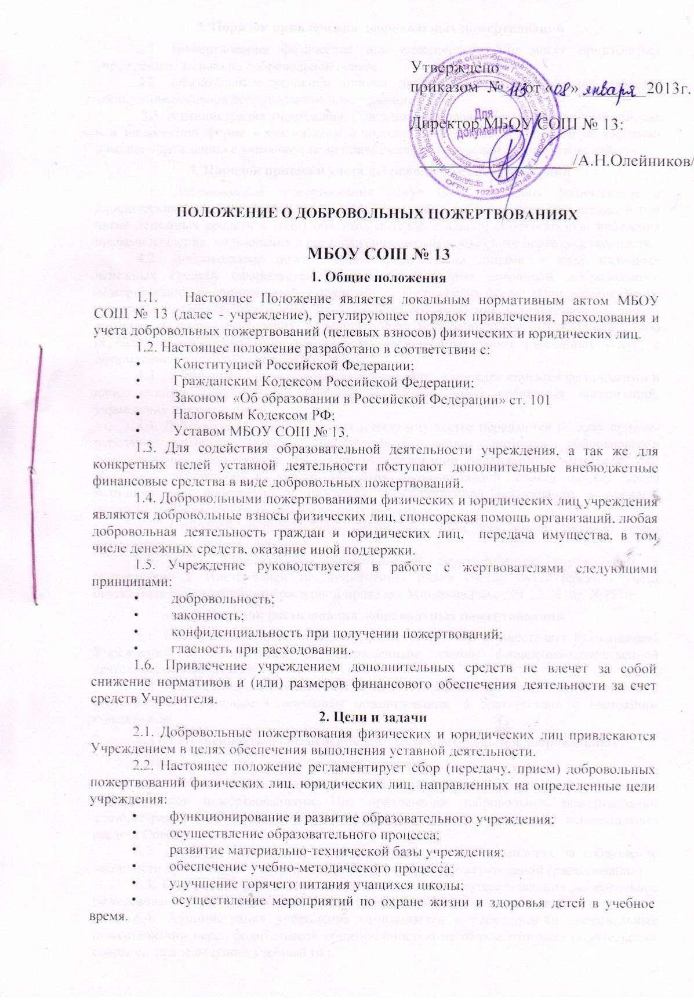 Утверждено
приказом № 113 от «08» января 2013г.
Директор МБОУ СОШ № 13:
Для
документов
/А.Н.Олейников/
ОГРН 1022304241481
ПОЛОЖЕНИЕ О ДОБРОВОЛЬНЫХ ПОЖЕРТВОВАНИЯХ
МБОУ СОШ № 13
1. Общие положения
1.1. Настоящее Положение является локальным нормативным актом МБОУ
СОШ № 13 (далее - учреждение), регулирующее порядок привлечения, расходования и
учета добровольных пожертвований (целевых взносов) физических и юридических лиц.
1.2. Настоящее положение разработано в соответствии с:
• Конституцией Российской Федерации;
• Гражданским Кодексом Российской Федерации;
• Законом «Об образовании в Российской Федерации» ст. 101
• Налоговым Кодексом РФ;
• Уставом МБОУ СОШ № 13.
1.3. Для содействия образовательной деятельности учреждения, а так же для
конкретных целей уставной деятельности поступают дополнительные внебюджетные
финансовые средства в виде добровольных пожертвований.
1.4. Добровольными пожертвованиями физических и юридических лиц учреждения
являются добровольные взносы физических лиц, спонсорская помощь организаций, любая
добровольная деятельность граждан и юридических лиц, передача имущества, в том
числе денежных средств, оказание иной поддержки.
1.5. Учреждение руководствуется в работе с жертвователями следующими
принципами:
• добровольность;
• законность;
• конфиденциальность при получении пожертвований;
• гласность при расходовании.
1.6. Привлечение учреждением дополнительных средств не влечет за собой
снижение нормативов и (или) размеров финансового обеспечения деятельности за счет
средств Учредителя.
2. Цели и задачи
2.1. Добровольные пожертвования физических и юридических лиц привлекаются
Учреждением в целях обеспечения выполнения уставной деятельности.
2.2. Настоящее положение регламентирует сбор (передачу, прием) добровольных
пожертвований физических лиц, юридических лиц, направленных на определенные цели
учреждения:
• функционирование и развитие образовательного учреждения;
• осуществление образовательного процесса;
• развитие материально-технической базы учреждения;
• обеспечение учебно-методического процесса;
• улучшение горячего питания учащихся школы;
• осуществление мероприятий по охране жизни и здоровья детей в учебное
время.